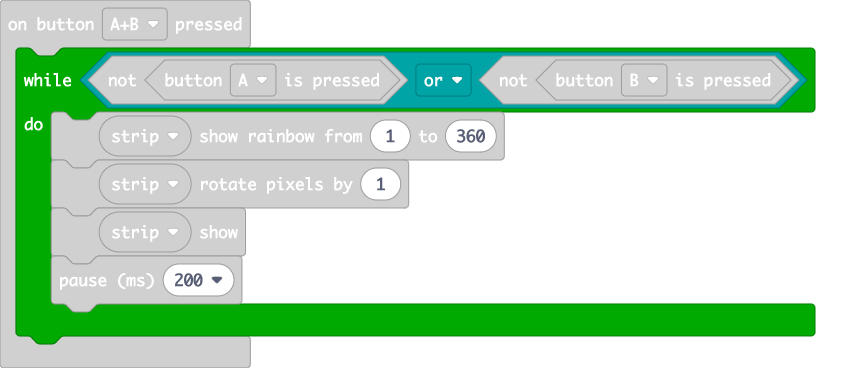 on button A+B pressed
while not button A is pressed or not button B is pressed
do
strip show rainbow from 1 to 360
strip rotate pixels by 1
strip show
pause (ms) 200